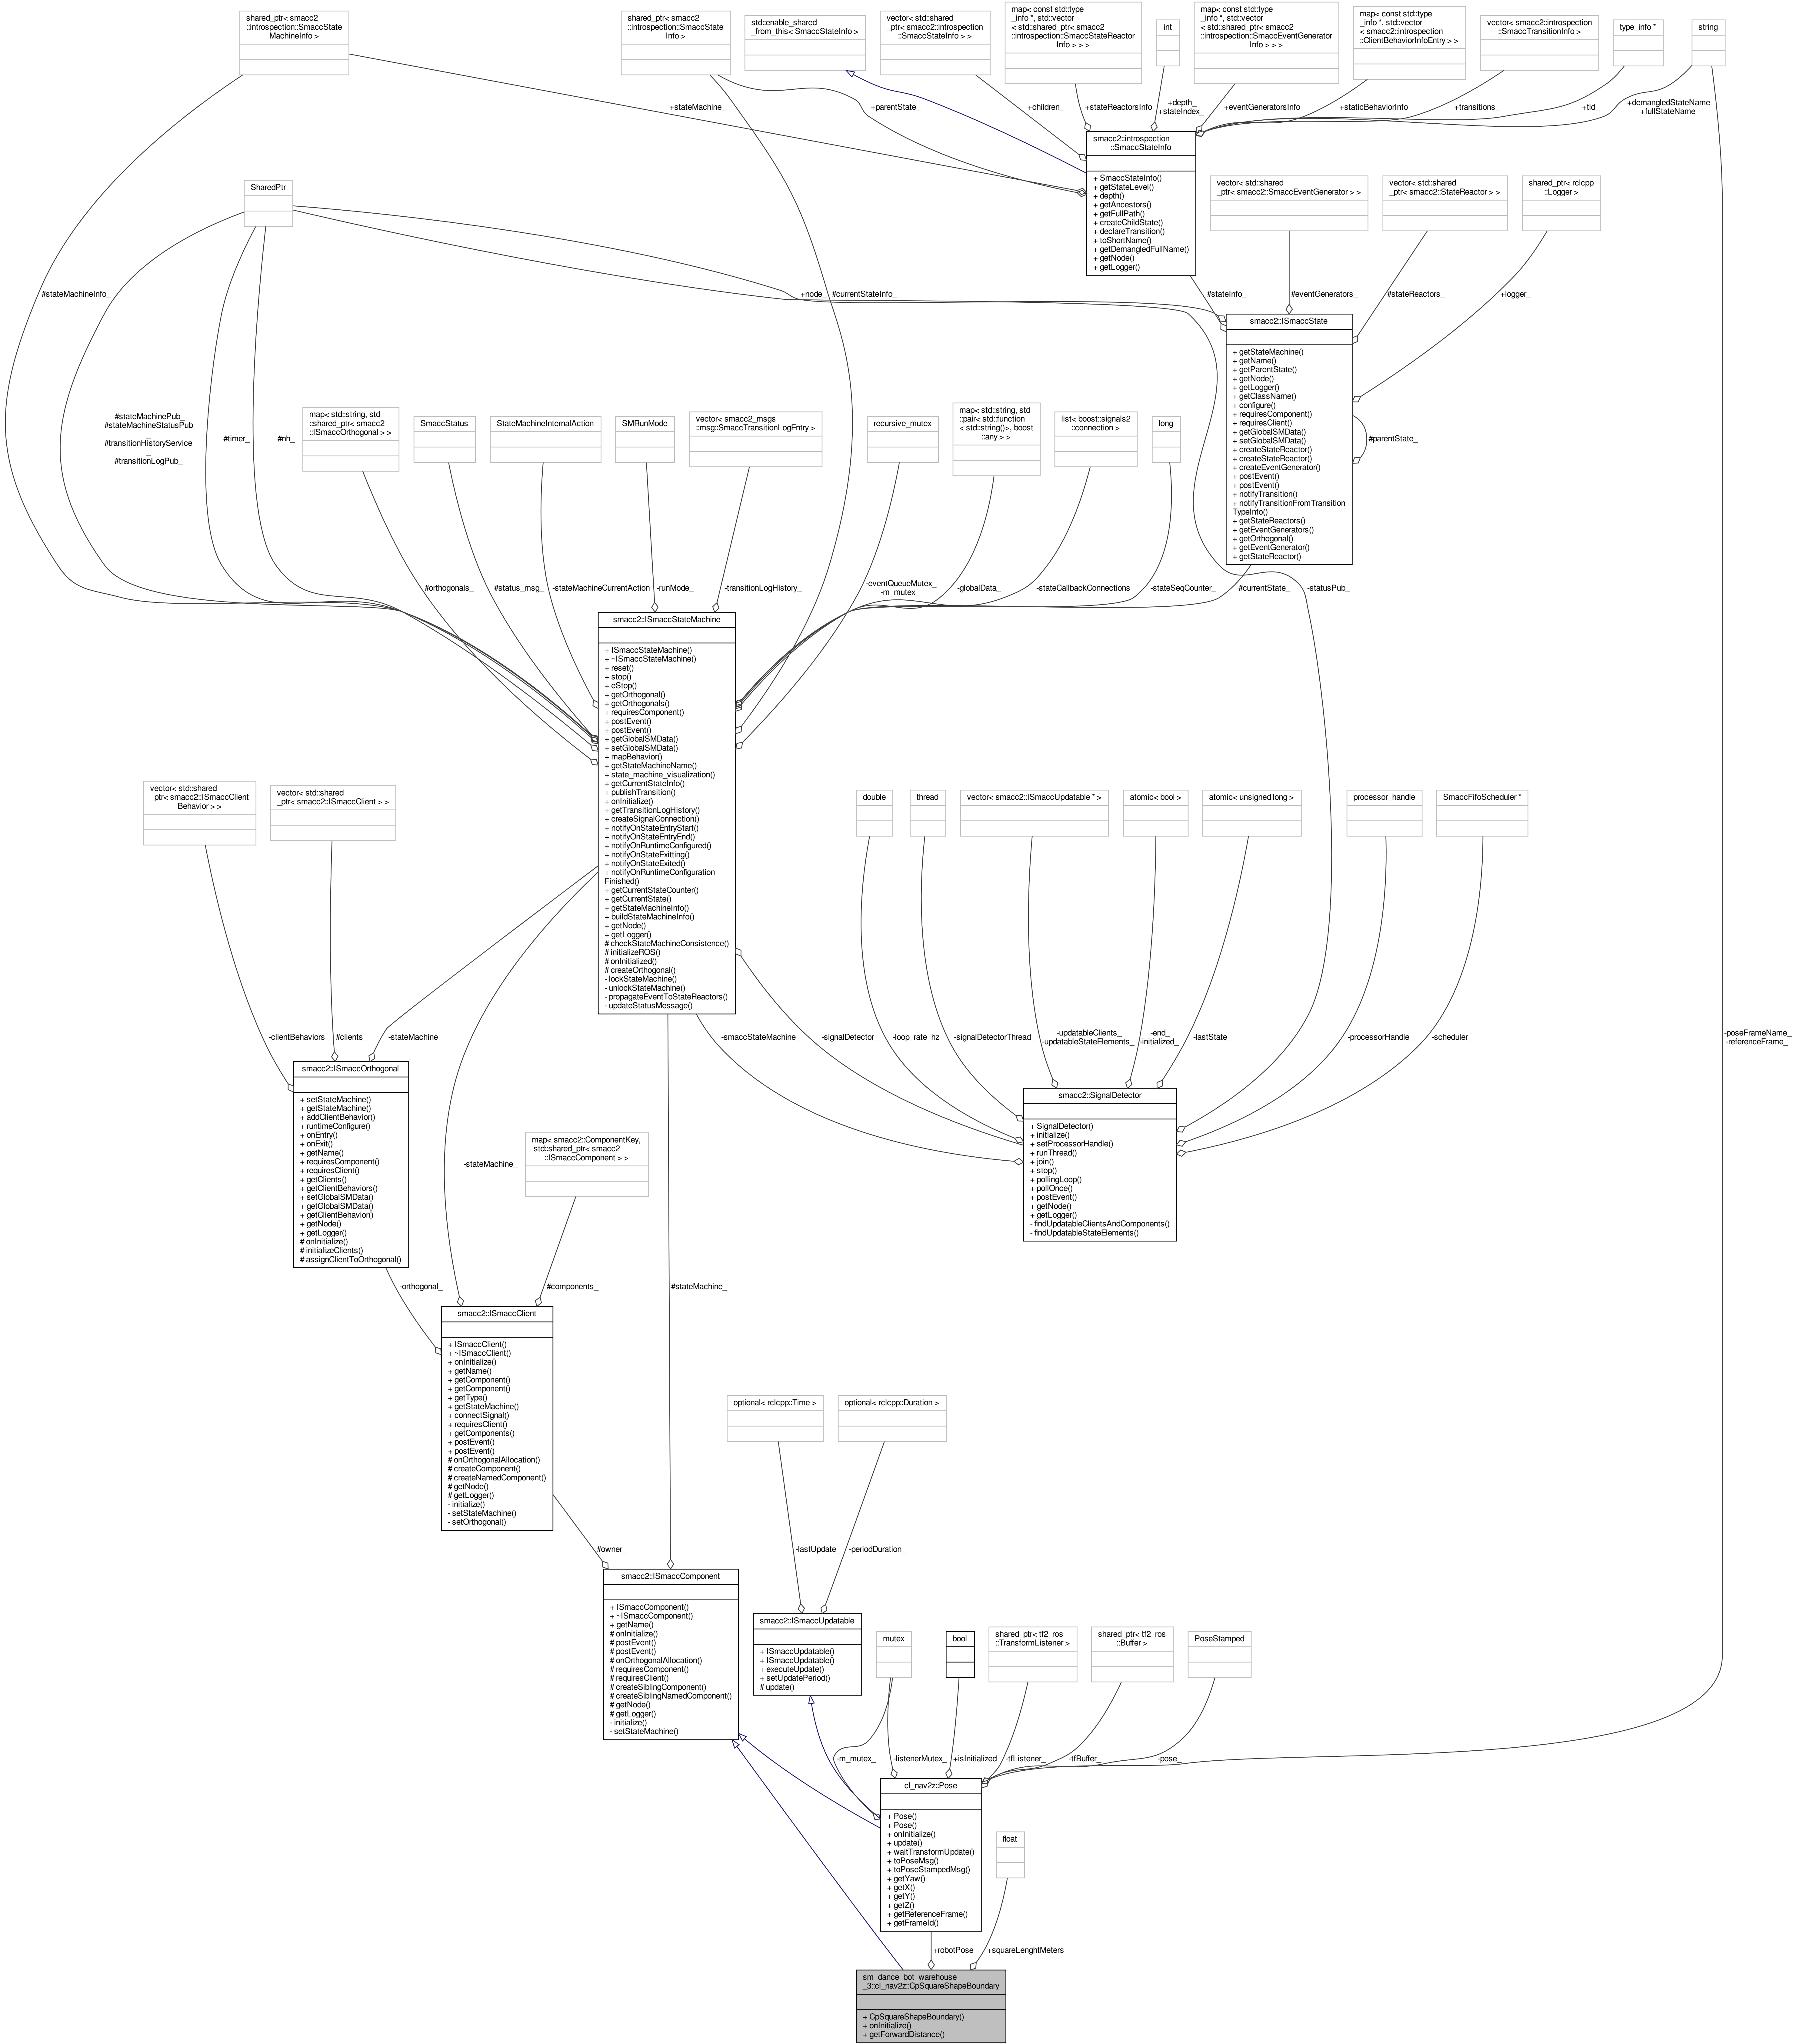 shared_ptr< smacc2
::introspection::SmaccState
MachineInfo >
shared_ptr< smacc2
::introspection::SmaccState
Info >
std::enable_shared
_from_this< SmaccStateInfo >
vector< std::shared
_ptr< smacc2::introspection
::SmaccStateInfo > >
map< const std::type
_info *, std::vector
< std::shared_ptr< smacc2
::introspection::SmaccStateReactor
Info > > >
int
map< const std::type
_info *, std::vector
< std::shared_ptr< smacc2
::introspection::SmaccEventGenerator
Info > > >
map< const std::type
_info *, std::vector
< smacc2::introspection
::ClientBehaviorInfoEntry > >
vector< smacc2::introspection
::SmaccTransitionInfo >
type_info *
string
+stateMachine_
+parentState_
+children_
+stateReactorsInfo
+depth_
+stateIndex_
+eventGeneratorsInfo
+staticBehaviorInfo
+transitions_
+tid_
+demangledStateName
+fullStateName
smacc2::introspection
::SmaccStateInfo
+ SmaccStateInfo()
+ getStateLevel()
+ depth()
+ getAncestors()
+ getFullPath()
+ createChildState()
+ declareTransition()
+ toShortName()
+ getDemangledFullName()
+ getNode()
+ getLogger()
SharedPtr
vector< std::shared
_ptr< smacc2::SmaccEventGenerator > >
vector< std::shared
_ptr< smacc2::StateReactor > >
shared_ptr< rclcpp
::Logger >
#stateMachineInfo_
+node_
#currentStateInfo_
#stateInfo_
#eventGenerators_
#stateReactors_
+logger_
smacc2::ISmaccState
+ getStateMachine()
+ getName()
+ getParentState()
+ getNode()
+ getLogger()
+ getClassName()
+ configure()
+ requiresComponent()
+ requiresClient()
+ getGlobalSMData()
+ setGlobalSMData()
+ createStateReactor()
+ createStateReactor()
+ createEventGenerator()
+ postEvent()
+ postEvent()
+ notifyTransition()
+ notifyTransitionFromTransition
TypeInfo()
+ getStateReactors()
+ getEventGenerators()
+ getOrthogonal()
+ getEventGenerator()
+ getStateReactor()
#parentState_
#stateMachinePub_
#stateMachineStatusPub
_
#transitionHistoryService
_
#transitionLogPub_
#timer_
#nh_
map< std::string, std
::shared_ptr< smacc2
::ISmaccOrthogonal > >
SmaccStatus
StateMachineInternalAction
SMRunMode
vector< smacc2_msgs
::msg::SmaccTransitionLogEntry >
recursive_mutex
map< std::string, std
::pair< std::function
< std::string()>, boost
::any > >
list< boost::signals2
::connection >
long
#orthogonals_
#status_msg_
-stateMachineCurrentAction
-runMode_
-transitionLogHistory_
-eventQueueMutex_
-m_mutex_
-globalData_
-stateCallbackConnections
-stateSeqCounter_
#currentState_
-statusPub_
smacc2::ISmaccStateMachine
+ ISmaccStateMachine()
+ ~ISmaccStateMachine()
+ reset()
+ stop()
+ eStop()
+ getOrthogonal()
+ getOrthogonals()
+ requiresComponent()
+ postEvent()
+ postEvent()
+ getGlobalSMData()
+ setGlobalSMData()
+ mapBehavior()
+ getStateMachineName()
+ state_machine_visualization()
+ getCurrentStateInfo()
+ publishTransition()
+ onInitialize()
+ getTransitionLogHistory()
+ createSignalConnection()
+ notifyOnStateEntryStart()
+ notifyOnStateEntryEnd()
+ notifyOnRuntimeConfigured()
+ notifyOnStateExitting()
+ notifyOnStateExited()
+ notifyOnRuntimeConfiguration
Finished()
+ getCurrentStateCounter()
+ getCurrentState()
+ getStateMachineInfo()
+ buildStateMachineInfo()
+ getNode()
+ getLogger()
# checkStateMachineConsistence()
# initializeROS()
# onInitialized()
# createOrthogonal()
- lockStateMachine()
- unlockStateMachine()
- propagateEventToStateReactors()
- updateStatusMessage()
vector< std::shared
_ptr< smacc2::ISmaccClient
Behavior > >
vector< std::shared
_ptr< smacc2::ISmaccClient > >
double
thread
vector< smacc2::ISmaccUpdatable * >
atomic< bool >
atomic< unsigned long >
processor_handle
SmaccFifoScheduler *
-clientBehaviors_
#clients_
-stateMachine_
-smaccStateMachine_
-signalDetector_
-loop_rate_hz
-signalDetectorThread_
-updatableClients_
-updatableStateElements_
-end_
-initialized_
-lastState_
-processorHandle_
-scheduler_
-poseFrameName_
-referenceFrame_
smacc2::ISmaccOrthogonal
+ setStateMachine()
+ getStateMachine()
+ addClientBehavior()
+ runtimeConfigure()
+ onEntry()
+ onExit()
+ getName()
+ requiresComponent()
+ requiresClient()
+ getClients()
+ getClientBehaviors()
+ setGlobalSMData()
+ getGlobalSMData()
+ getClientBehavior()
+ getNode()
+ getLogger()
# onInitialize()
# initializeClients()
# assignClientToOrthogonal()
smacc2::SignalDetector
+ SignalDetector()
+ initialize()
+ setProcessorHandle()
+ runThread()
+ join()
+ stop()
+ pollingLoop()
+ pollOnce()
+ postEvent()
+ getNode()
+ getLogger()
- findUpdatableClientsAndComponents()
- findUpdatableStateElements()
-stateMachine_
map< smacc2::ComponentKey,
std::shared_ptr< smacc2
::ISmaccComponent > >
-orthogonal_
#components_
#stateMachine_
smacc2::ISmaccClient
+ ISmaccClient()
+ ~ISmaccClient()
+ onInitialize()
+ getName()
+ getComponent()
+ getComponent()
+ getType()
+ getStateMachine()
+ connectSignal()
+ requiresClient()
+ getComponents()
+ postEvent()
+ postEvent()
# onOrthogonalAllocation()
# createComponent()
# createNamedComponent()
# getNode()
# getLogger()
- initialize()
- setStateMachine()
- setOrthogonal()
optional< rclcpp::Time >
optional< rclcpp::Duration >
#owner_
-lastUpdate_
-periodDuration_
smacc2::ISmaccComponent
+ ISmaccComponent()
+ ~ISmaccComponent()
+ getName()
# onInitialize()
# postEvent()
# postEvent()
# onOrthogonalAllocation()
# requiresComponent()
# requiresClient()
# createSiblingComponent()
# createSiblingNamedComponent()
# getNode()
# getLogger()
- initialize()
- setStateMachine()
smacc2::ISmaccUpdatable
+ ISmaccUpdatable()
+ ISmaccUpdatable()
+ executeUpdate()
+ setUpdatePeriod()
# update()
mutex
bool
shared_ptr< tf2_ros
::TransformListener >
shared_ptr< tf2_ros
::Buffer >
PoseStamped
-m_mutex_
-listenerMutex_
+isInitialized
-tfListener_
-tfBuffer_
-pose_
cl_nav2z::Pose
+ Pose()
+ Pose()
+ onInitialize()
+ update()
+ waitTransformUpdate()
+ toPoseMsg()
+ toPoseStampedMsg()
+ getYaw()
+ getX()
+ getY()
+ getZ()
+ getReferenceFrame()
+ getFrameId()
float
+robotPose_
+squareLenghtMeters_
sm_dance_bot_warehouse
_3::cl_nav2z::CpSquareShapeBoundary
+ CpSquareShapeBoundary()
+ onInitialize()
+ getForwardDistance()